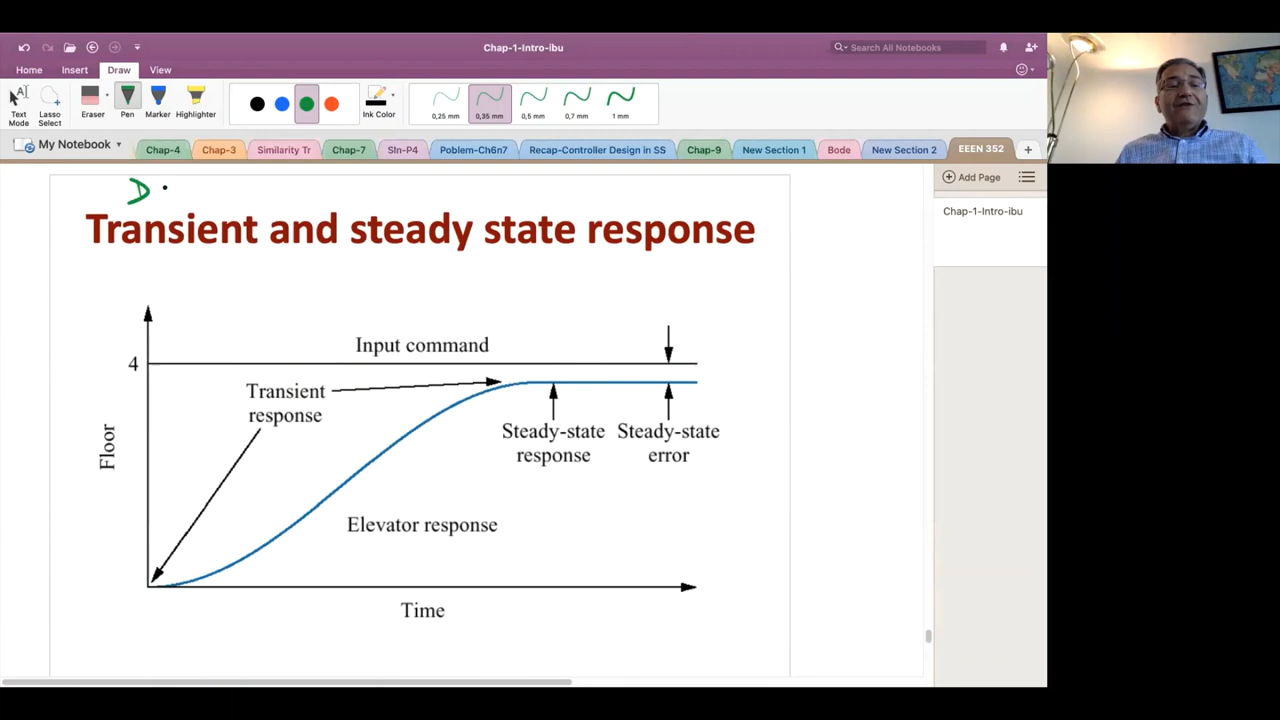 Chap-1-Intro-ibu
Search All Notebooks
Home Insert Draw View
Text Mode
Lasso Select
Eraser
Pen
Marker
Highlighter
Ink Color
0,25 mm
0,35 mm
0,5 mm
0,7 mm
1 mm
My Notebook
Chap-4
Chap-3
Similarity Tr
Chap-7
SIn-P4
Poblem-Ch6n7
Recap-Controller Design in SS
Chap-9
New Section 1
Bode
New Section 2
EEEN 352
Add Page
Chap-1-Intro-ibu
D
Transient and steady state response
Input command
4
Transient
response
Steady-state
response
Steady-state
error
Floor
Elevator response
Time